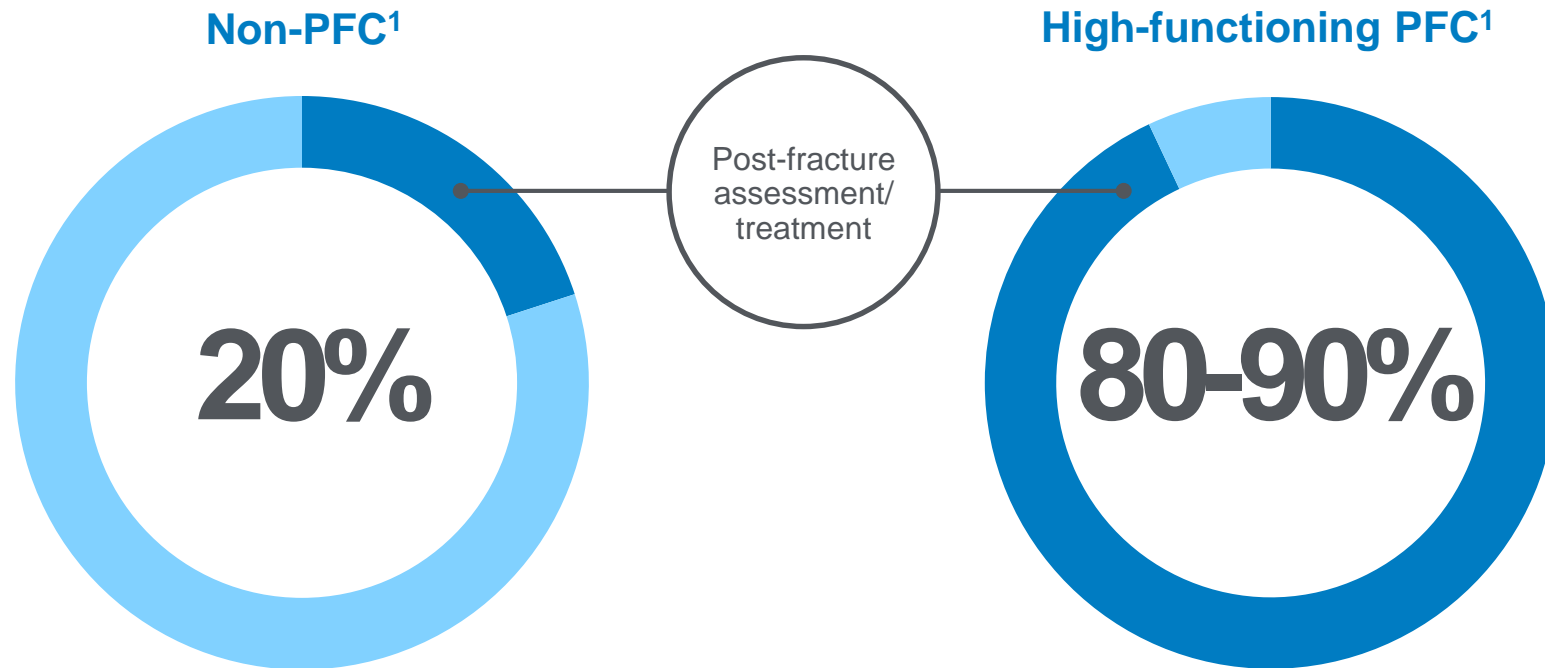 Non-PFC¹
High-functioning PFC¹
Post-fracture
assessment/
treatment
20%
80-90%